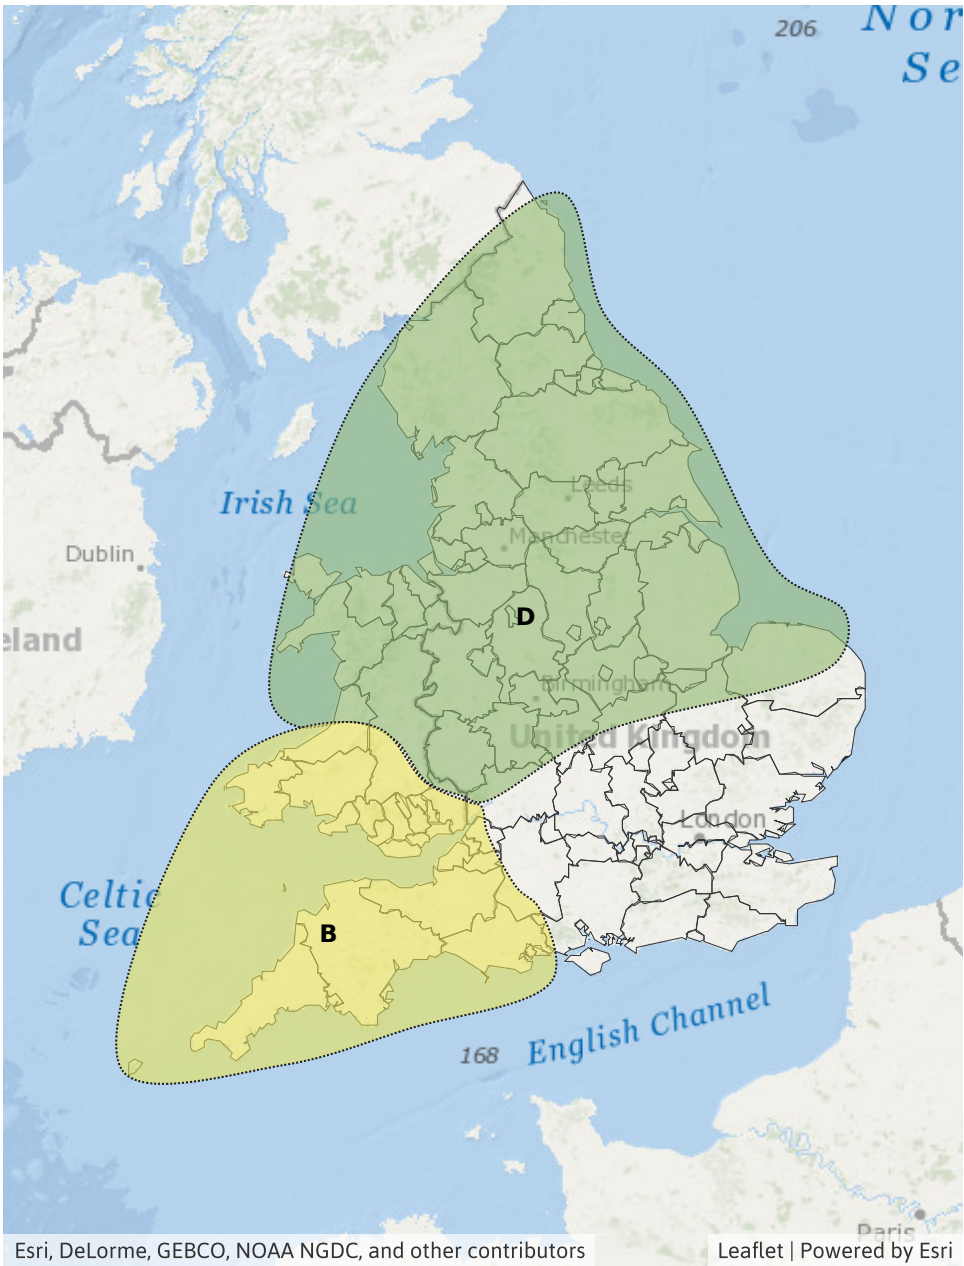 206
Nor
Se
Irish Sea
Leeds
Manchester
Dublin
eland
D
Birmingham
United Kingdom
London
Celtic
Sea
B
English Channel
168
Paris
Esri, DeLorme, GEBCO, NOAA NGDC, and other contributors
Leaflet | Powered by Esri